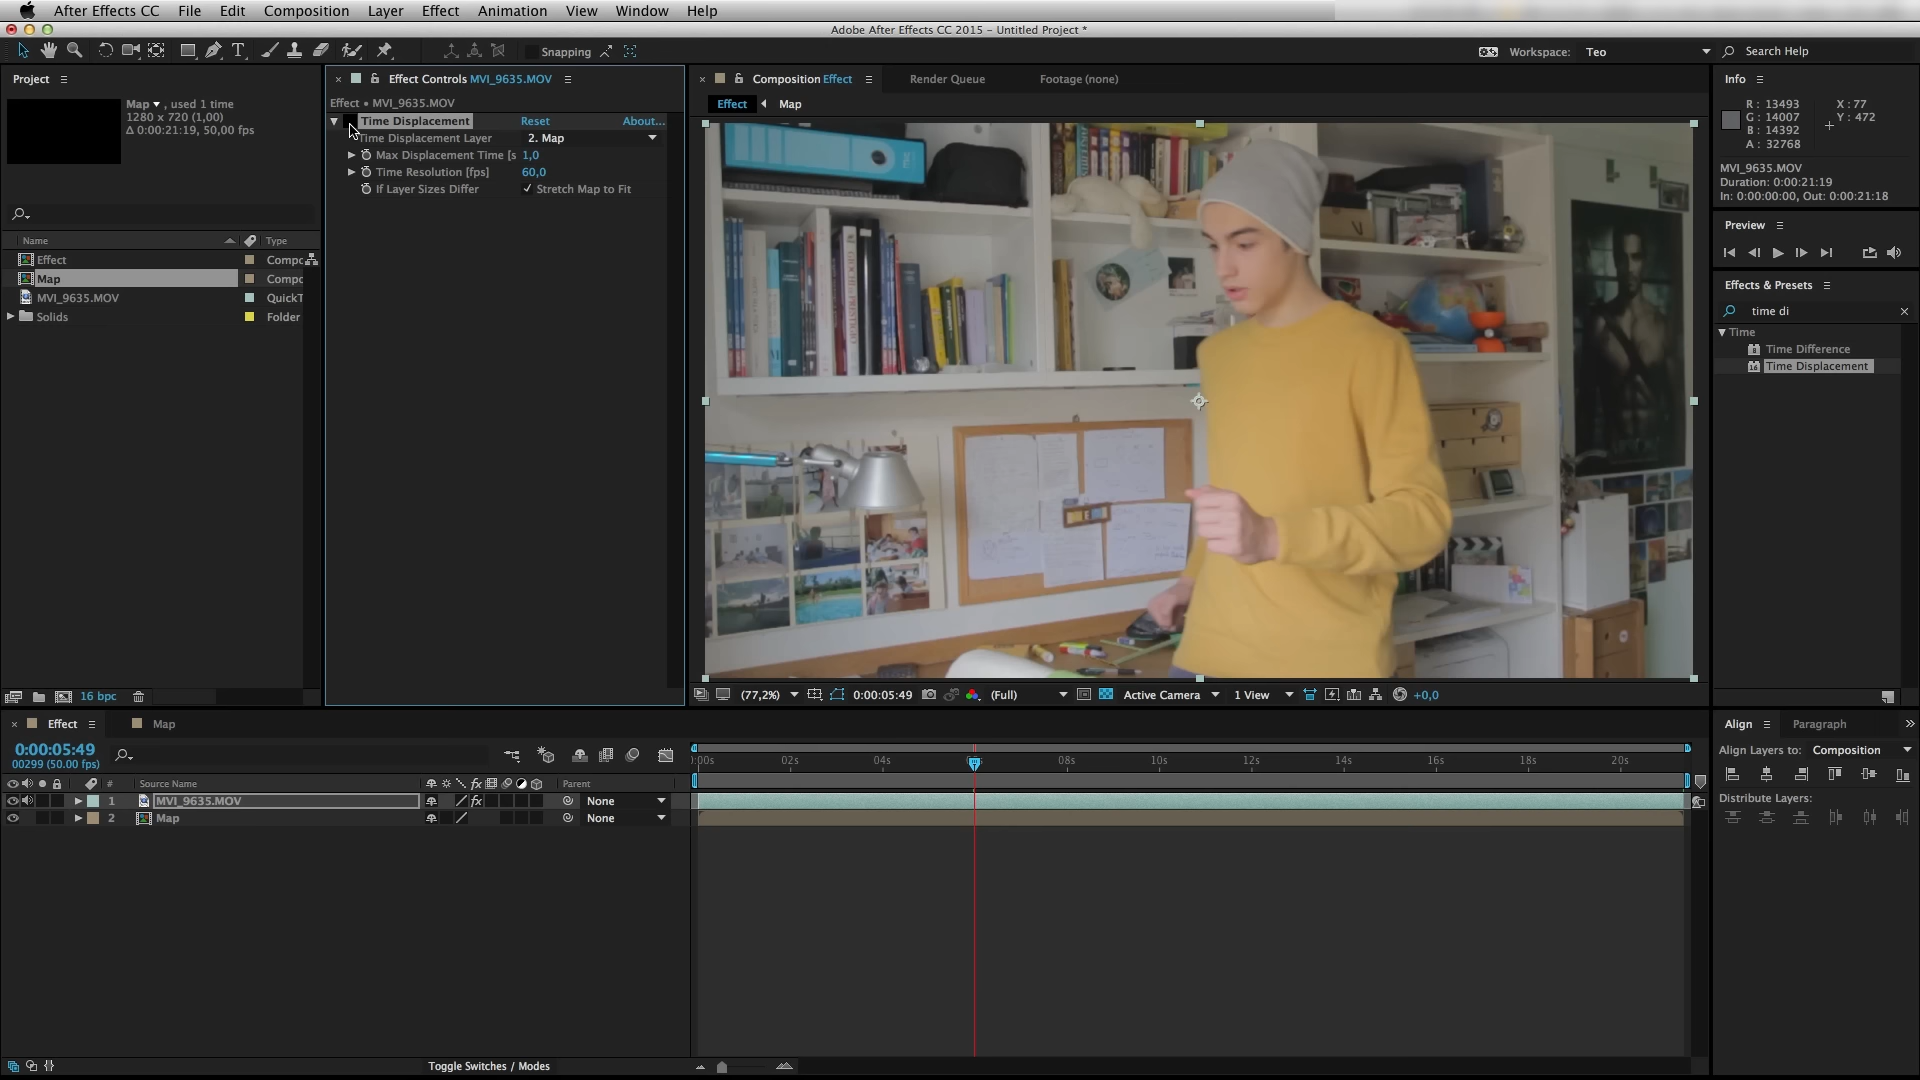 After Effects CC File Edit Composition Layer Effect Animation View Window Help
Adobe After Effects CC 2015 - Untitled Project *
Snapping
Workspace: Teo
Search Help
Project
Map , used 1 time
1280 x 720 (1,00)
Δ 0:00:21:19, 50,00 fps
Name Type
Effect Compc
Map Compc
MVI_9635.MOV QuickT
Solids Folder
16 bpc
Effect Controls MVI_9635.MOV
Effect • MVI_9635.MOV
Time Displacement Reset About...
Time Displacement Layer 2. Map
Max Displacement Time [s 1,0
Time Resolution [fps] 60,0
If Layer Sizes Differ Stretch Map to Fit
Composition Effect
Render Queue
Footage (none)
Effect Map
(77,2%) 0:00:05:49 (Full) Active Camera 1 View +0,0
Info
R : 13493 X : 77
G : 14007 Y : 472
B : 14392
A : 32768
MVI_9635.MOV
Duration: 0:00:21:19
In: 0:00:00:00, Out: 0:00:21:18
Preview
Effects & Presets
time di
Time
Time Difference
Time Displacement
Effect Map
0:00:05:49
00299 (50.00 fps)
# Source Name Parent
1 MVI_9635.MOV fx None
2 Map None
):00s 02s 04s 08s 10s 12s 14s 16s 18s 20s
Toggle Switches / Modes
Align Paragraph
Align Layers to: Composition
Distribute Layers: